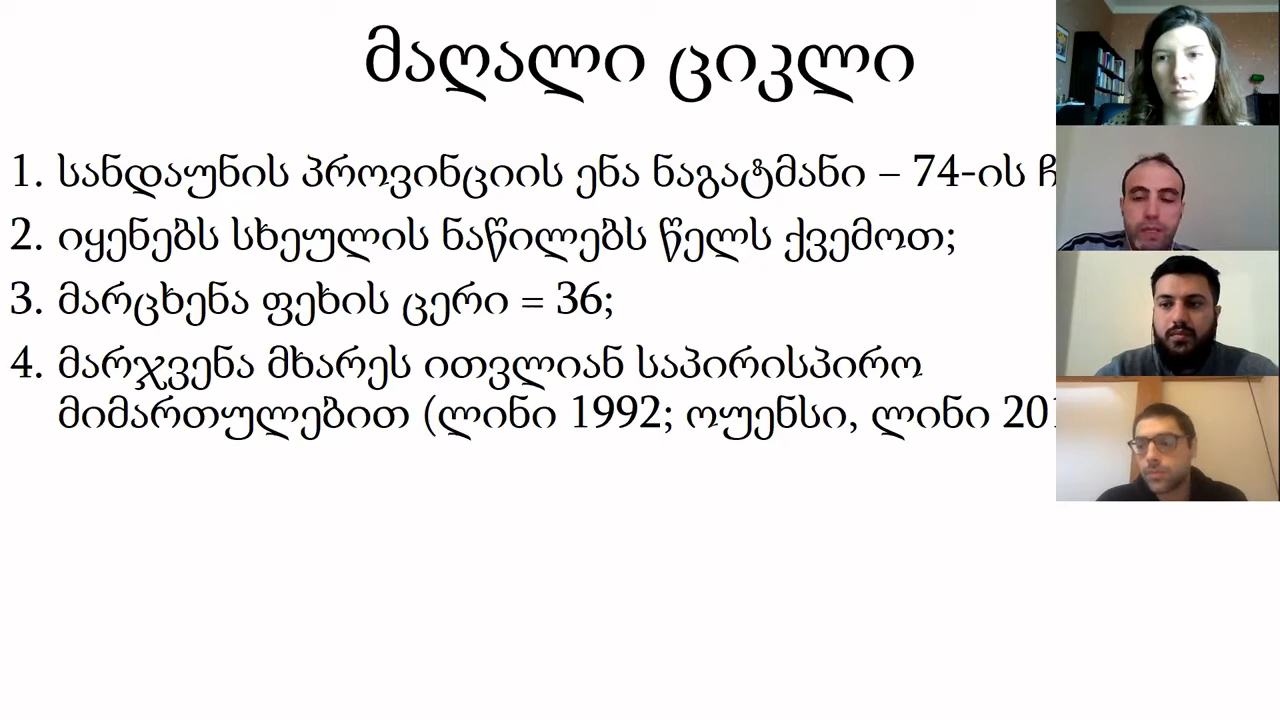 მაღალი ციკლი
1. სანდაუნის პროვინციის ენა ნაგატმანი – 74-ის
2. იყენებს სხეულის ნაწილებს წელს ქვემოთ;
3. მარცხენა ფეხის ცერი = 36;
4. მარჯვენა მხარეს ითვლიან საპირისპირო
მიმართულებით (ლინი 1992; ოუენსი, ლინი